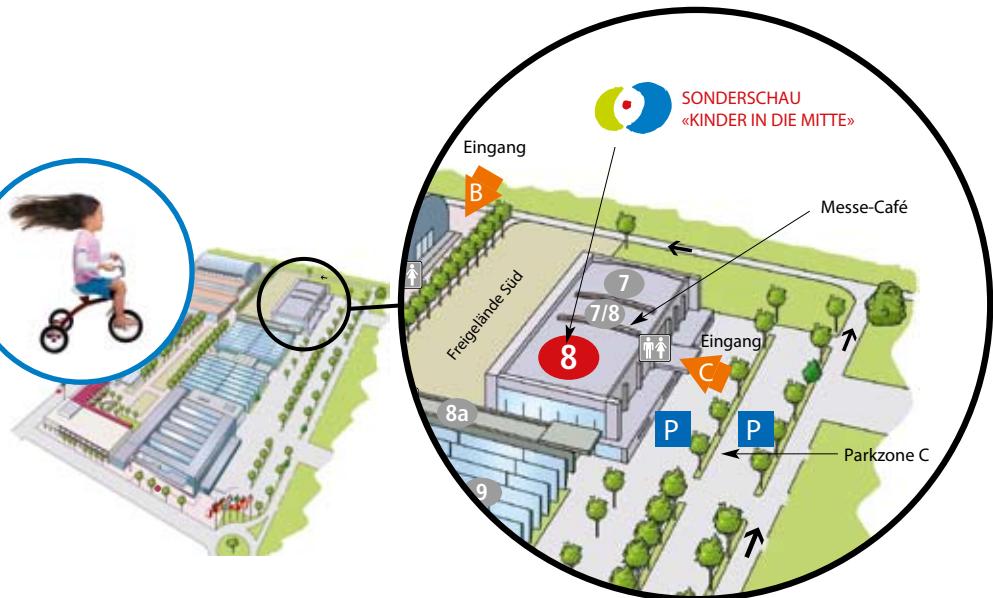 SONDERSCHAU
«KINDER IN DIE MITTE»
Eingang
B
Messe-Café
7
7/8
Freigelände Süd
Eingang
8
C
8a
P
P
Parkzone C
9